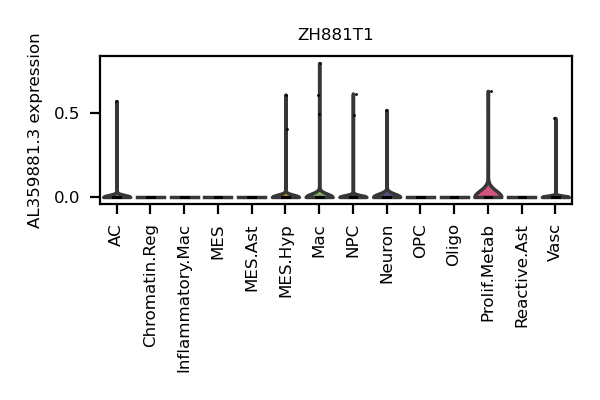 ZH881T1
AL359881.3 expression
0.5
0.0
AC
Chromatin.Reg
Inflammatory.Mac
MES
MES.Ast
MES.Hyp
Mac
NPC
Neuron
OPC
Oligo
Prolif.Metab
Reactive.Ast
Vasc